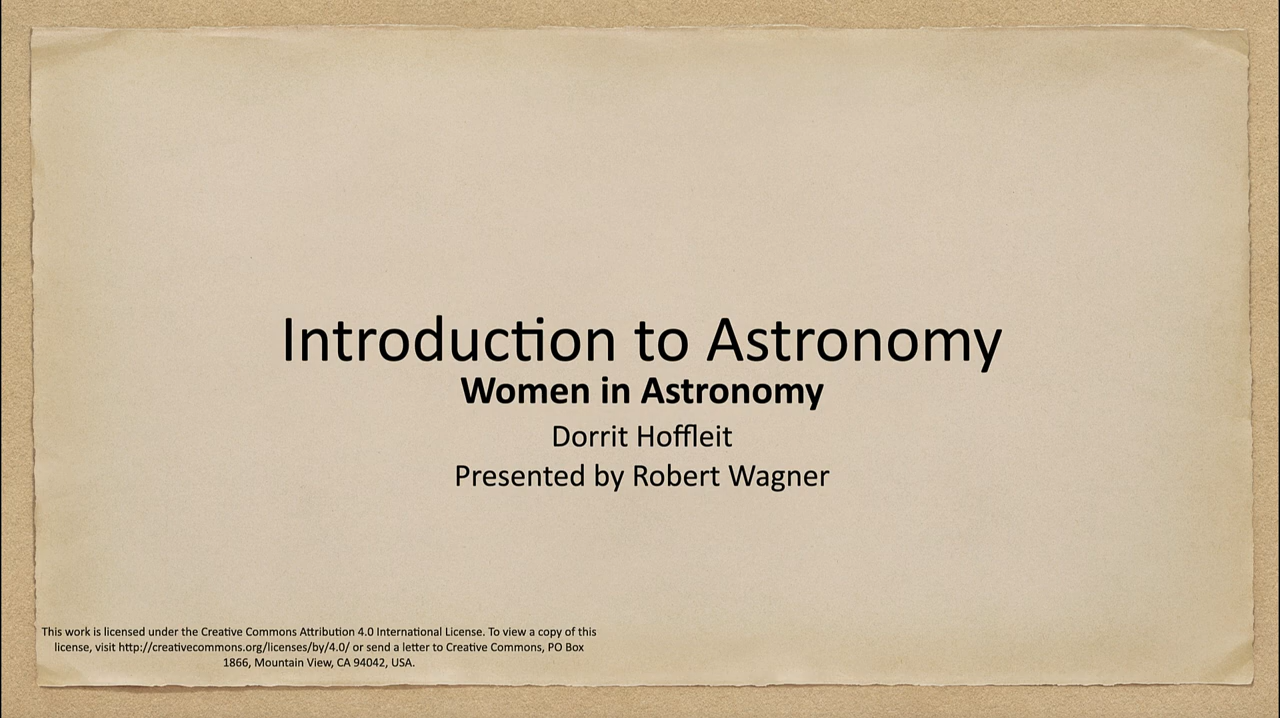 Introduction to Astronomy
Women in Astronomy
Dorrit Hoffleit
Presented by Robert Wagner
This work is licensed under the Creative Commons Attribution 4.0 International License. To view a copy of this
license, visit http://creativecommons.org/licenses/by/4.0/ or send a letter to Creative Commons, PO Box
1866, Mountain View, CA 94042, USA.